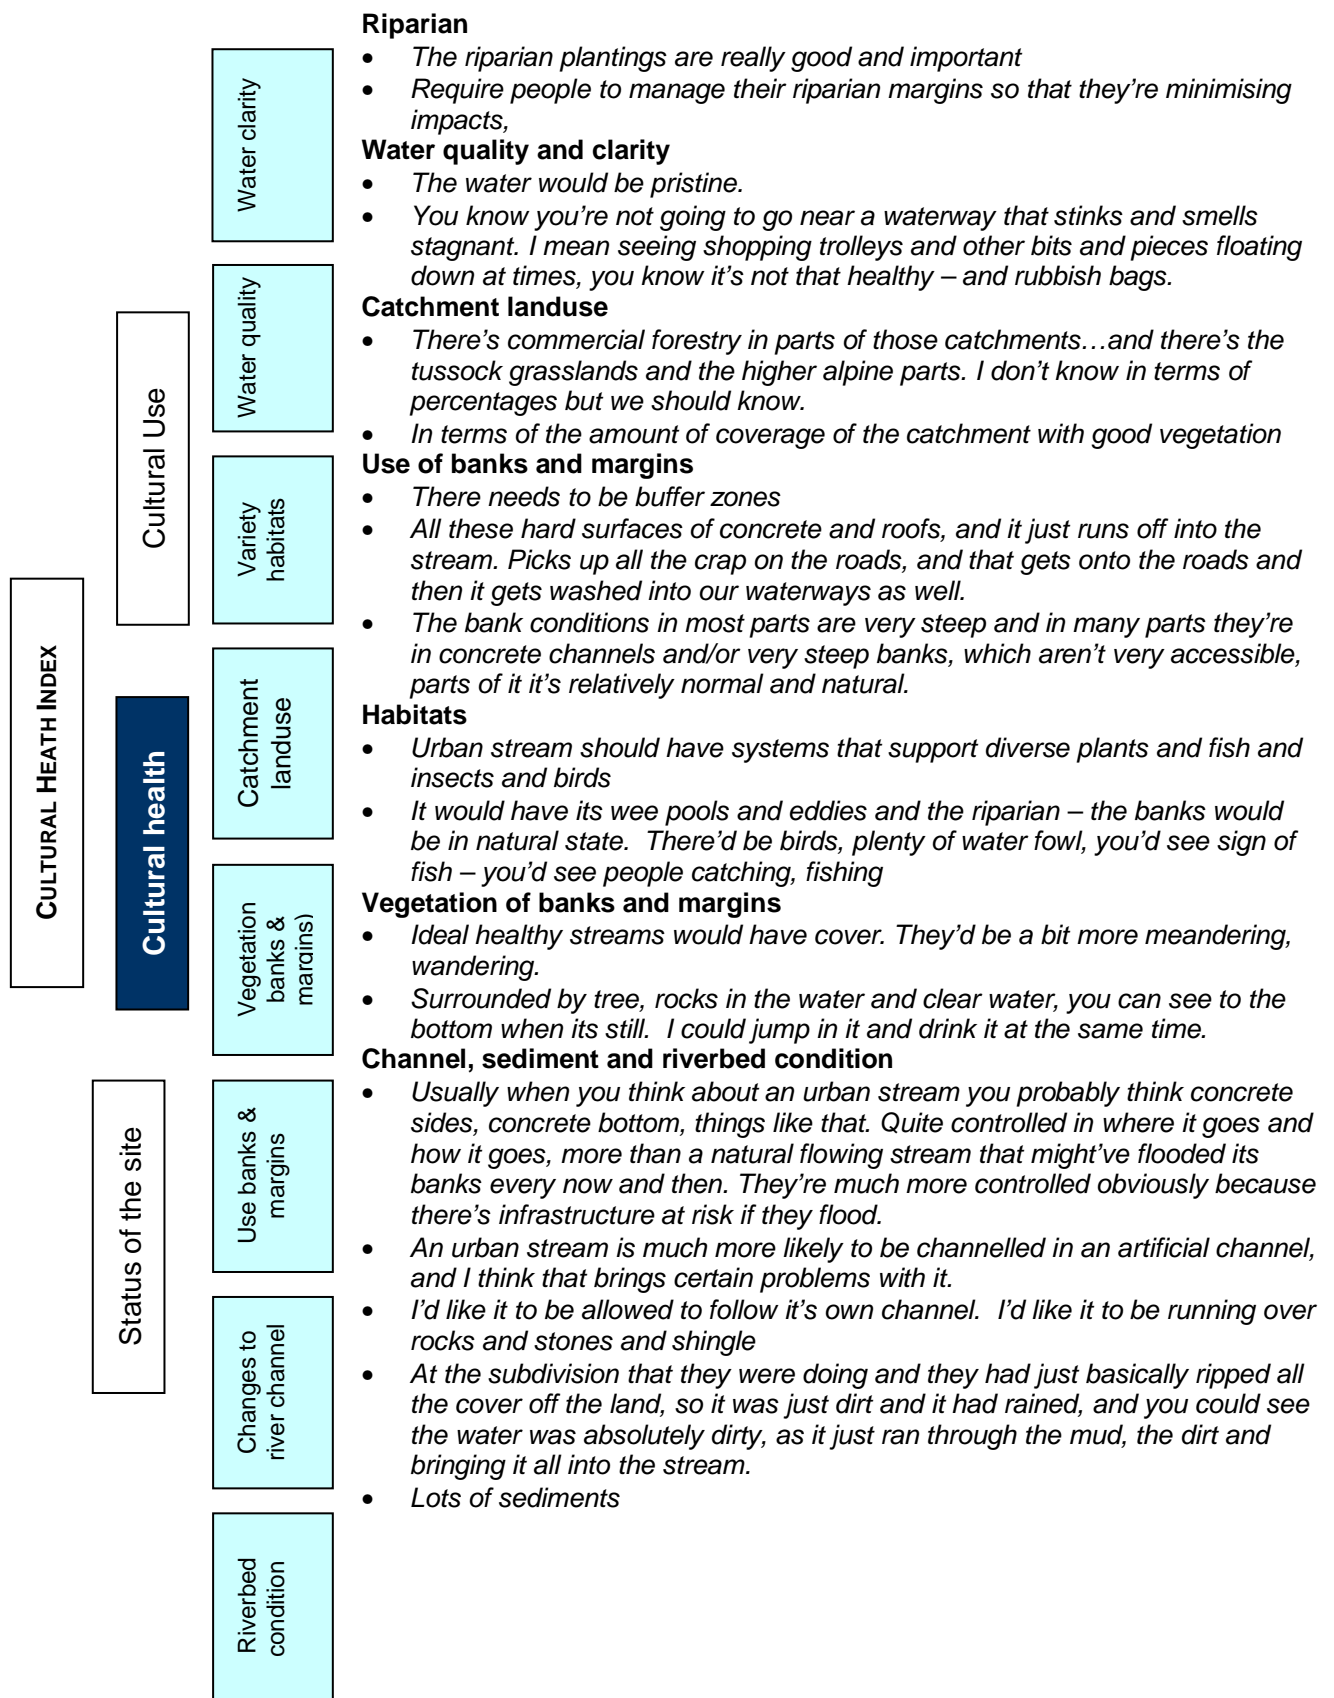 CULTURAL HEATH INDEX
Cultural Use
Cultural health
Status of the site
Water clarity
Water quality
Variety
habitats
Catchment
landuse
Vegetation
banks &
margins)
Use banks &
margins
Changes to
river channel
Riverbed
condition
Riparian
• The riparian plantings are really good and important
• Require people to manage their riparian margins so that they're minimising
impacts,
Water quality and clarity
• The water would be pristine.
• You know you're not going to go near a waterway that stinks and smells
stagnant. I mean seeing shopping trolleys and other bits and pieces floating
down at times, you know it's not that healthy – and rubbish bags.
Catchment landuse
• There's commercial forestry in parts of those catchments…and there's the
tussock grasslands and the higher alpine parts. I don't know in terms of
percentages but we should know.
• In terms of the amount of coverage of the catchment with good vegetation
Use of banks and margins
• There needs to be buffer zones
• All these hard surfaces of concrete and roofs, and it just runs off into the
stream. Picks up all the crap on the roads, and that gets onto the roads and
then it gets washed into our waterways as well.
• The bank conditions in most parts are very steep and in many parts they're
in concrete channels and/or very steep banks, which aren't very accessible,
parts of it it's relatively normal and natural.
Habitats
• Urban stream should have systems that support diverse plants and fish and
insects and birds
• It would have its wee pools and eddies and the riparian – the banks would
be in natural state. There'd be birds, plenty of water fowl, you'd see sign of
fish – you'd see people catching, fishing
Vegetation of banks and margins
• Ideal healthy streams would have cover. They'd be a bit more meandering,
wandering.
• Surrounded by tree, rocks in the water and clear water, you can see to the
bottom when its still. I could jump in it and drink it at the same time.
Channel, sediment and riverbed condition
• Usually when you think about an urban stream you probably think concrete
sides, concrete bottom, things like that. Quite controlled in where it goes and
how it goes, more than a natural flowing stream that might've flooded its
banks every now and then. They're much more controlled obviously because
there's infrastructure at risk if they flood.
• An urban stream is much more likely to be channelled in an artificial channel,
and I think that brings certain problems with it.
• I'd like it to be allowed to follow it's own channel. I'd like it to be running over
rocks and stones and shingle
• At the subdivision that they were doing and they had just basically ripped all
the cover off the land, so it was just dirt and it had rained, and you could see
the water was absolutely dirty, as it just ran through the mud, the dirt and
bringing it all into the stream.
• Lots of sediments